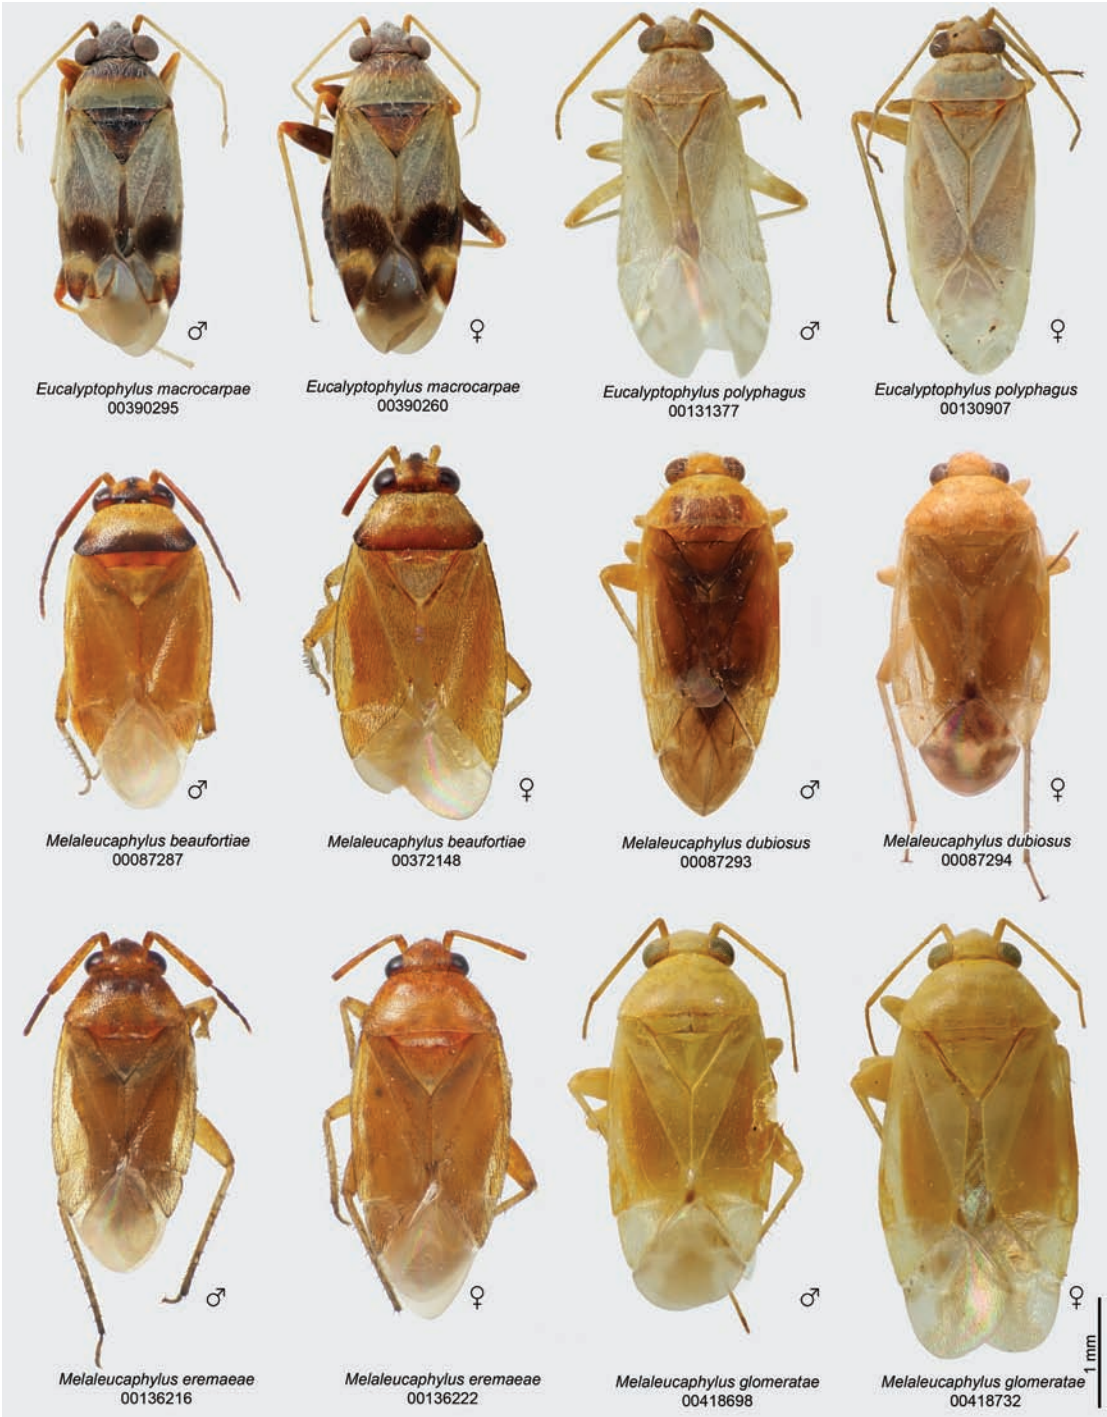 ♂
♀
♂
♀
Eucalyptophylus macrocarpae
00390295
Eucalyptophylus macrocarpae
00390260
Eucalyptophylus polyphagus
00131377
Eucalyptophylus polyphagus
00130907
♂
♀
♂
♀
Melaleucaphylus beaufortiae
00087287
Melaleucaphylus beaufortiae
00372148
Melaleucaphylus dubiosus
00087293
Melaleucaphylus dubiosus
00087294
♂
♀
♂
♀
1 mm
Melaleucaphylus eremaeae
00136216
Melaleucaphylus eremaeae
00136222
Melaleucaphylus glomeratae
00418698
Melaleucaphylus glomeratae
00418732